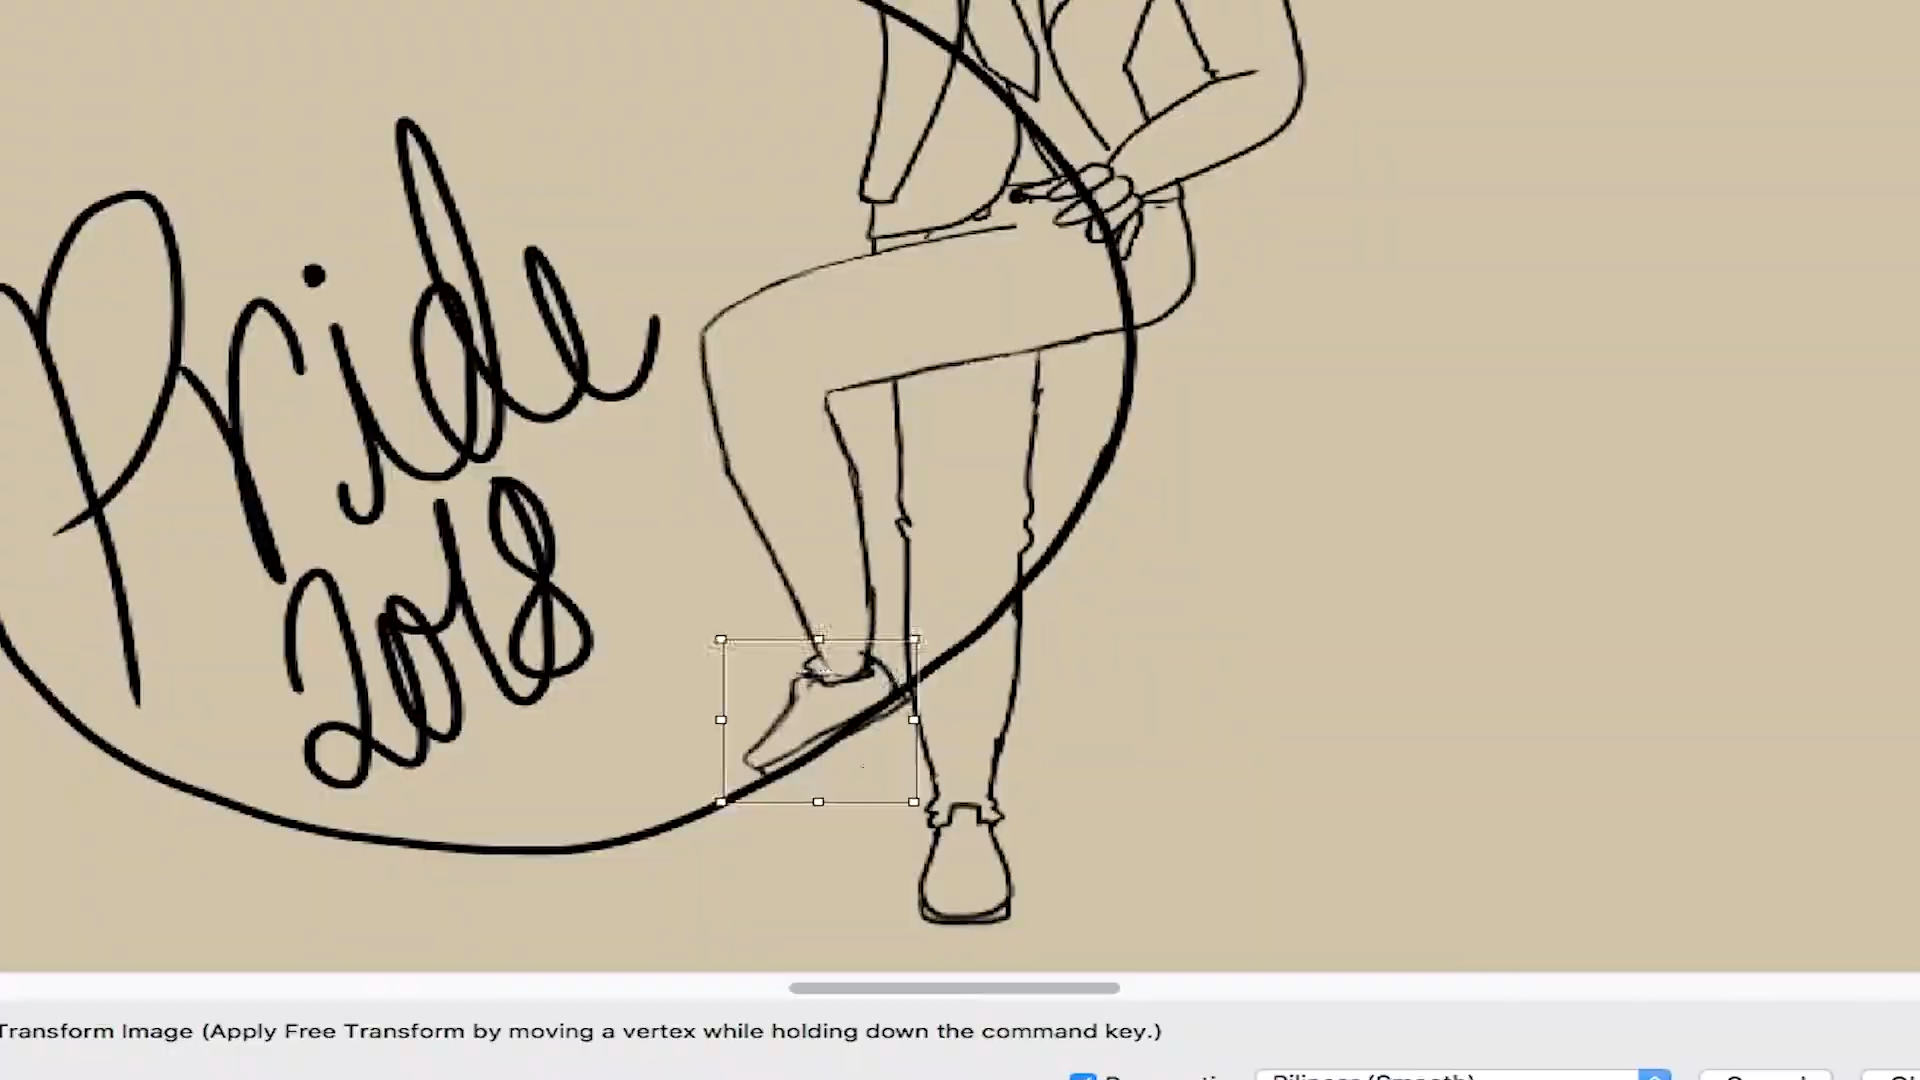 Pride
2018
Transform Image (Apply Free Transform by moving a vertex while holding down the command key.)